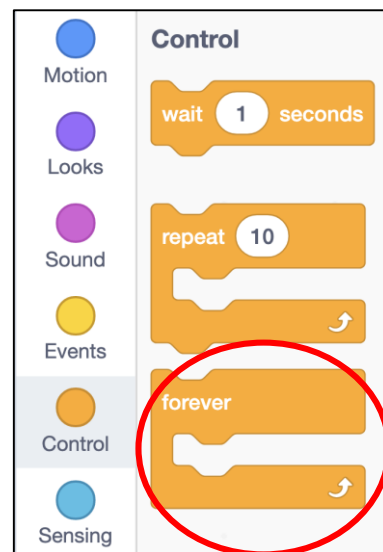 Motion
Looks
Sound
Events
Control
Sensing
Control
wait 1 seconds
repeat 10
forever